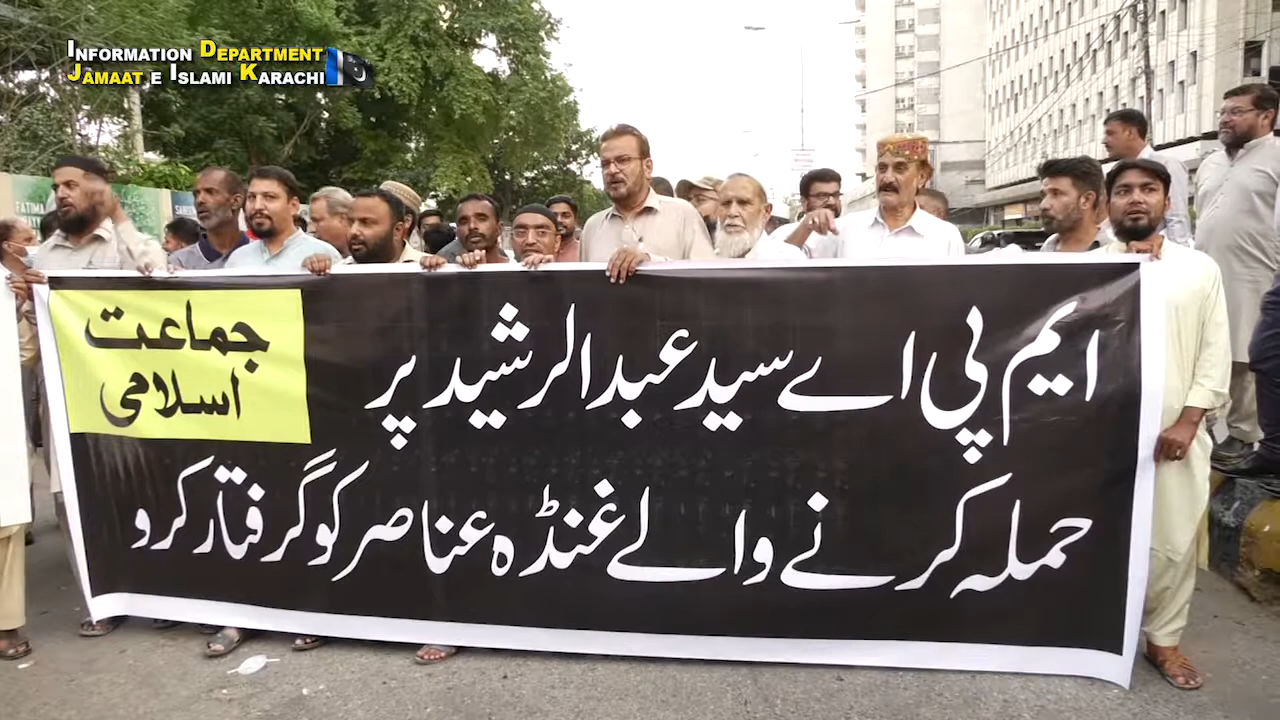 Information Department
Jamaat e Islami Karachi
FATIMA
جماعت
اسلامی
ایم پی اے سید عبدالرشید پر
حملہ کرنے والے غنڈہ عناصر کو گرفتار کرو